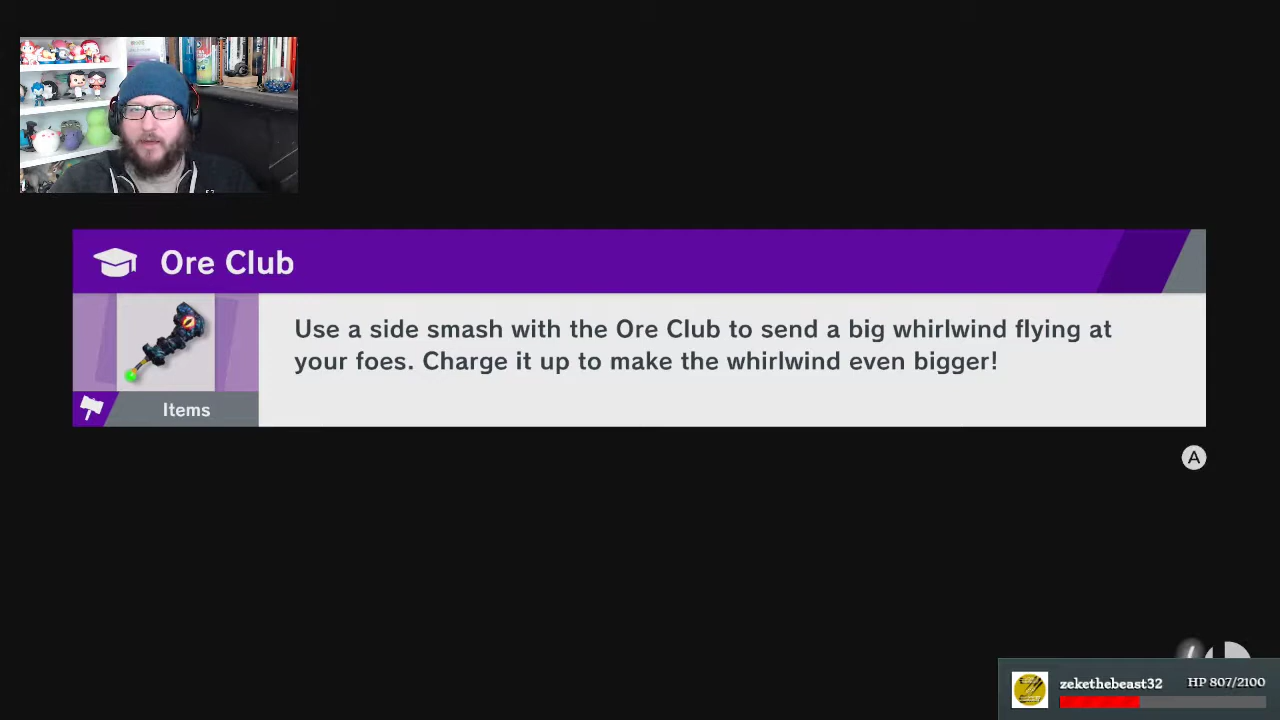 Ore Club
Use a side smash with the Ore Club to send a big whirlwind flying at
your foes. Charge it up to make the whirlwind even bigger!
Items
A
zekethebeast32 HP 807/2100